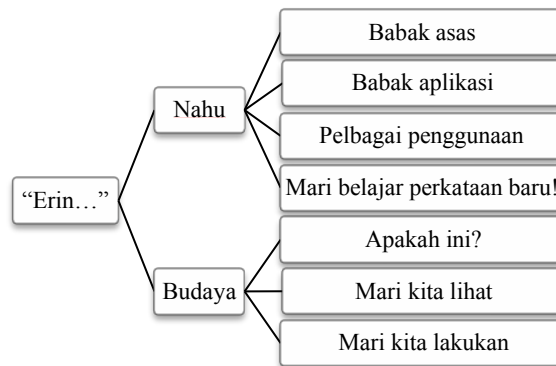 “Erin…”
Nahu
Babak asas
Babak aplikasi
Pelbagai penggunaan
Mari belajar perkataan baru!
Budaya
Apakah ini?
Mari kita lihat
Mari kita lakukan